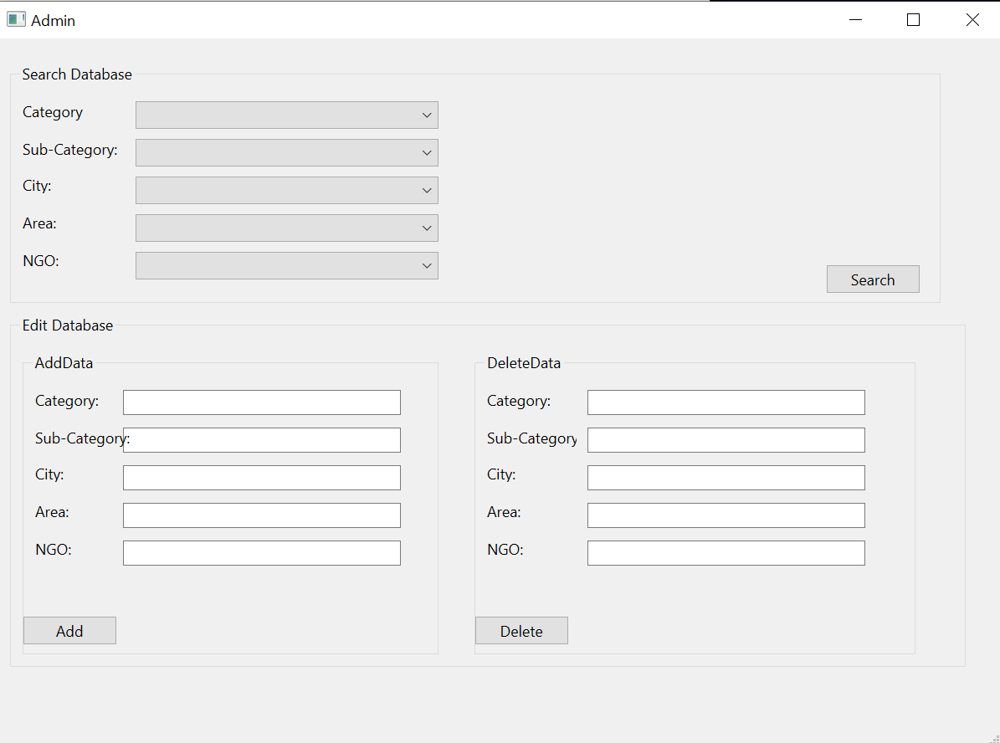 Admin
Search Database
Category
Sub-Category:
City:
Area:
NGO:
Search
Edit Database
AddData
Category:
Sub-Category:
City:
Area:
NGO:
Add
DeleteData
Category:
Sub-Category
City:
Area:
NGO:
Delete